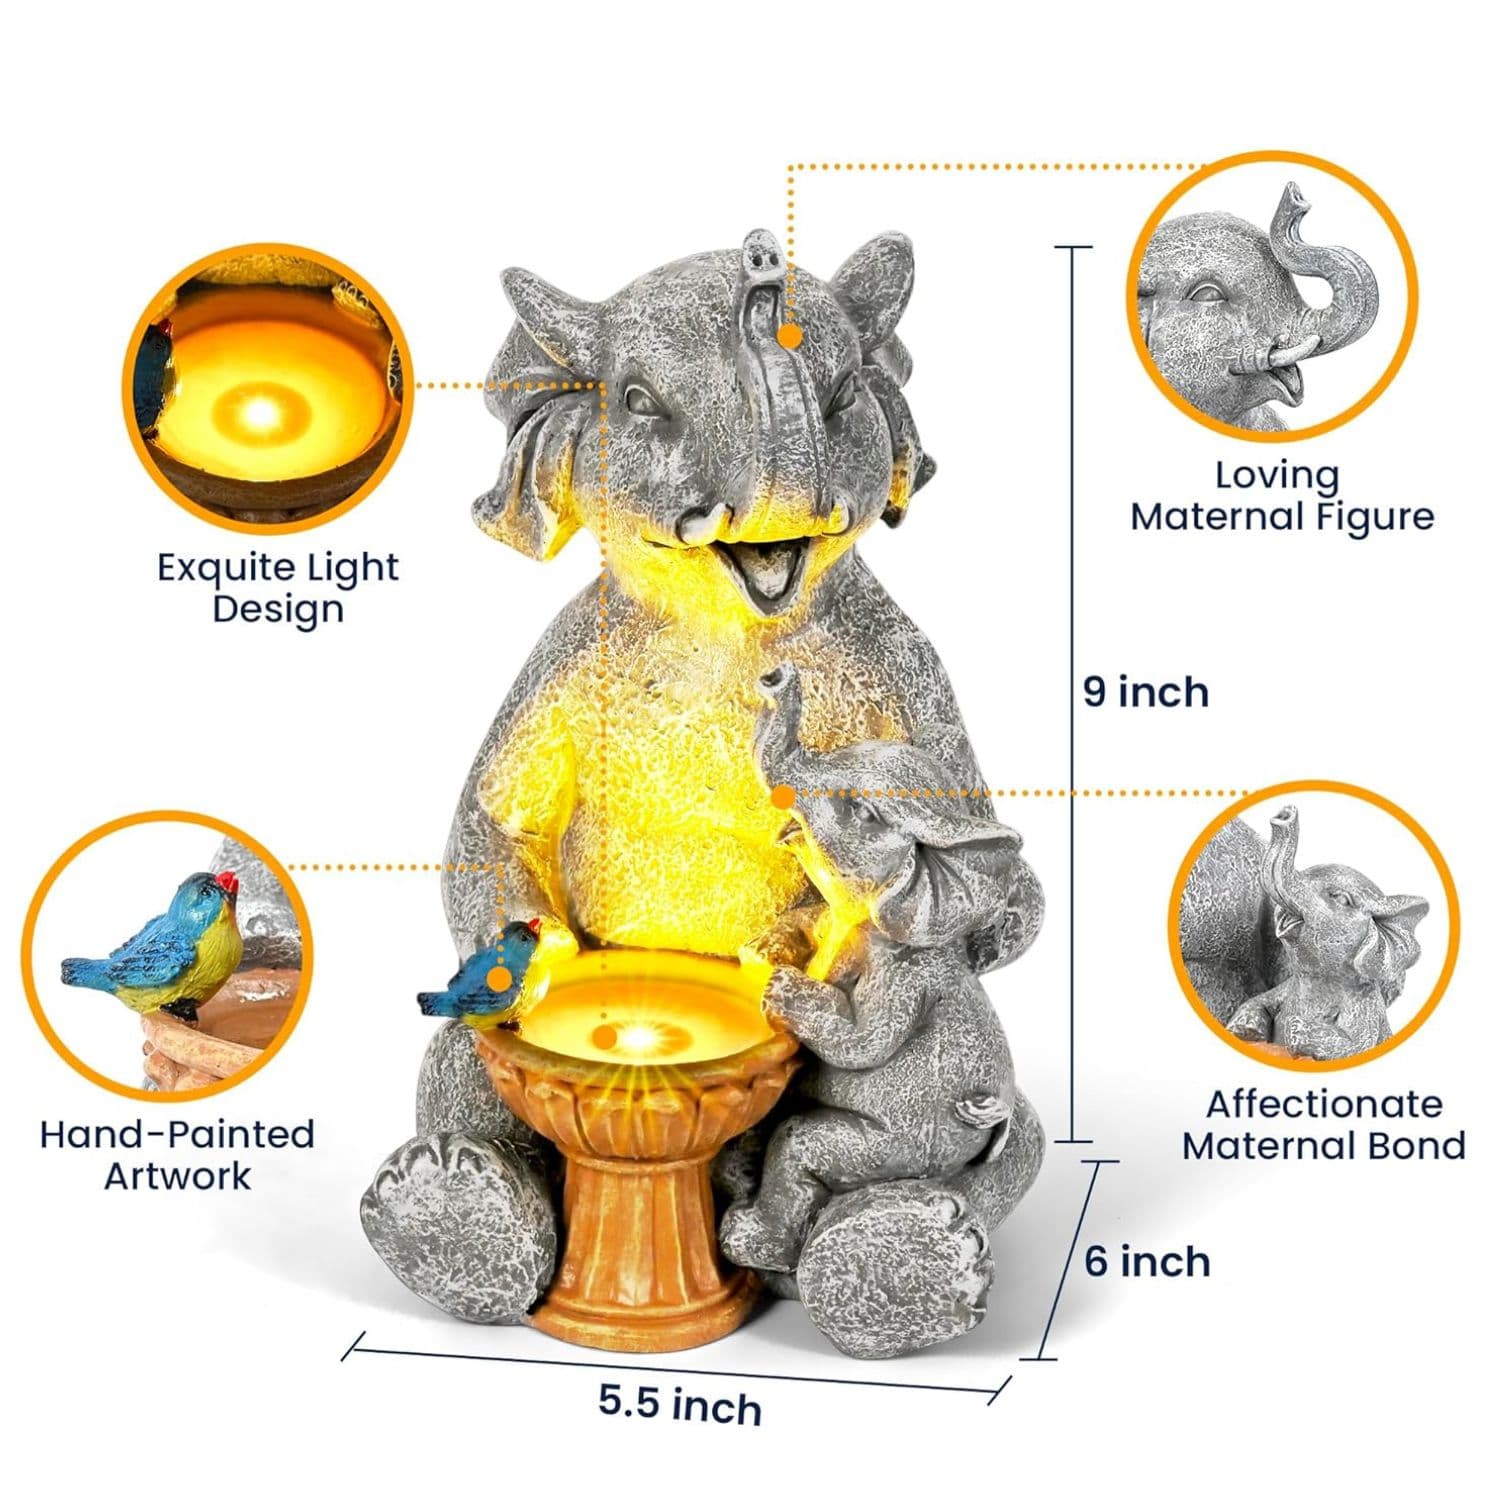 Loving
Maternal Figure
Exquite Light
Design
9 inch
Hand-Painted
Artwork
Affectionate
Maternal Bond
6 inch
5.5 inch